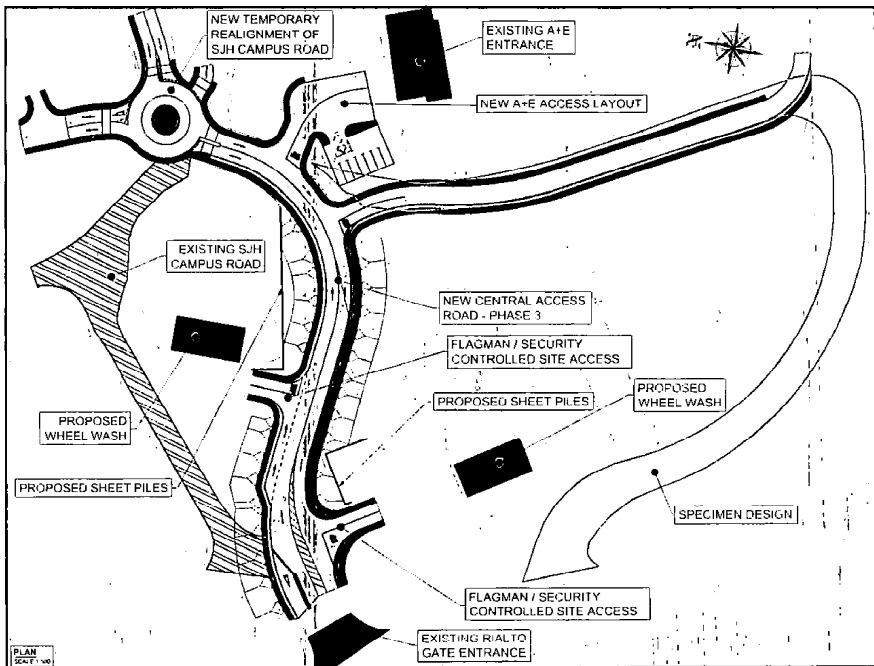 NEW TEMPORARY
REALIGNMENT OF
SJH CAMPUS ROAD
EXISTING A+E
ENTRANCE
N
NEW A+E ACCESS LAYOUT
EXISTING SJH
CAMPUS ROAD
NEW CENTRAL ACCESS
ROAD - PHASE 3
FLAGMAN / SECURITY
CONTROLLED SITE ACCESS
PROPOSED
WHEEL WASH
PROPOSED SHEET PILES
PROPOSED
WHEEL WASH
PROPOSED SHEET PILES
SPECIMEN DESIGN
FLAGMAN / SECURITY
CONTROLLED SITE ACCESS
EXISTING RIALTO
GATE ENTRANCE
PLAN